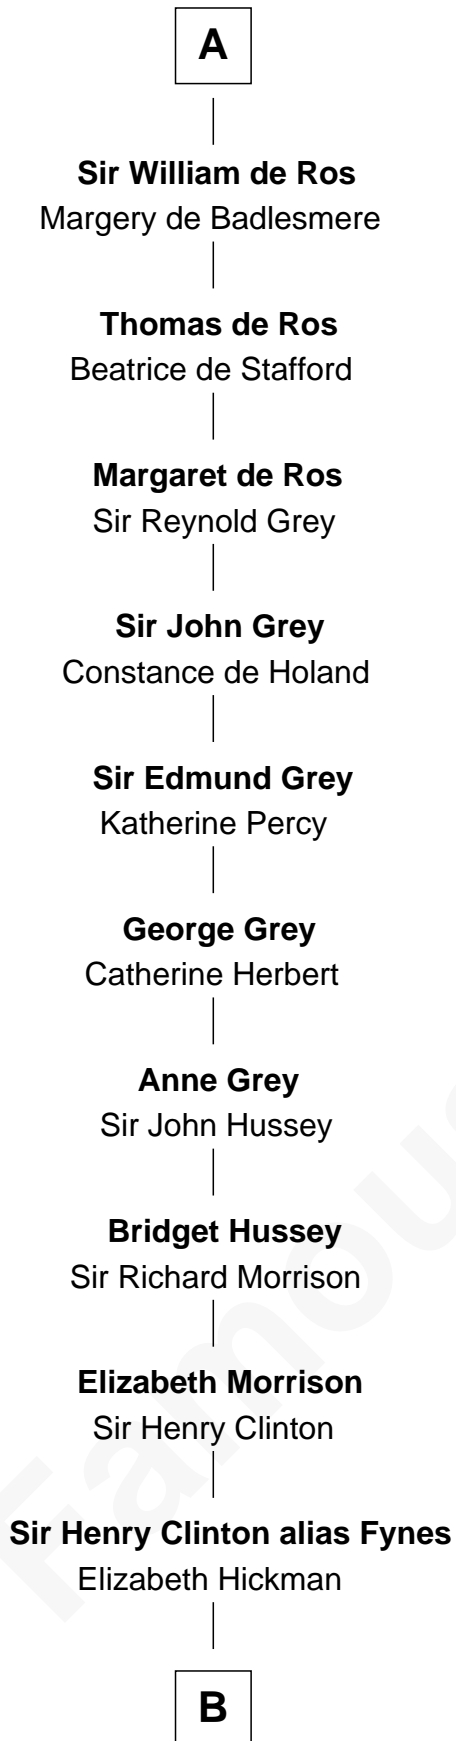 A
Sir William de Ros
Margery de Badlesmere
Thomas de Ros
Beatrice de Stafford
Margaret de Ros
Sir Reynold Grey
Sir John Grey
Constance de Holand
Sir Edmund Grey
Katherine Percy
George Grey
Catherine Herbert
Anne Grey
Sir John Hussey
Bridget Hussey
Sir Richard Morrison
Elizabeth Morrison
Sir Henry Clinton
Sir Henry Clinton alias Fynes
Elizabeth Hickman
B
Famous